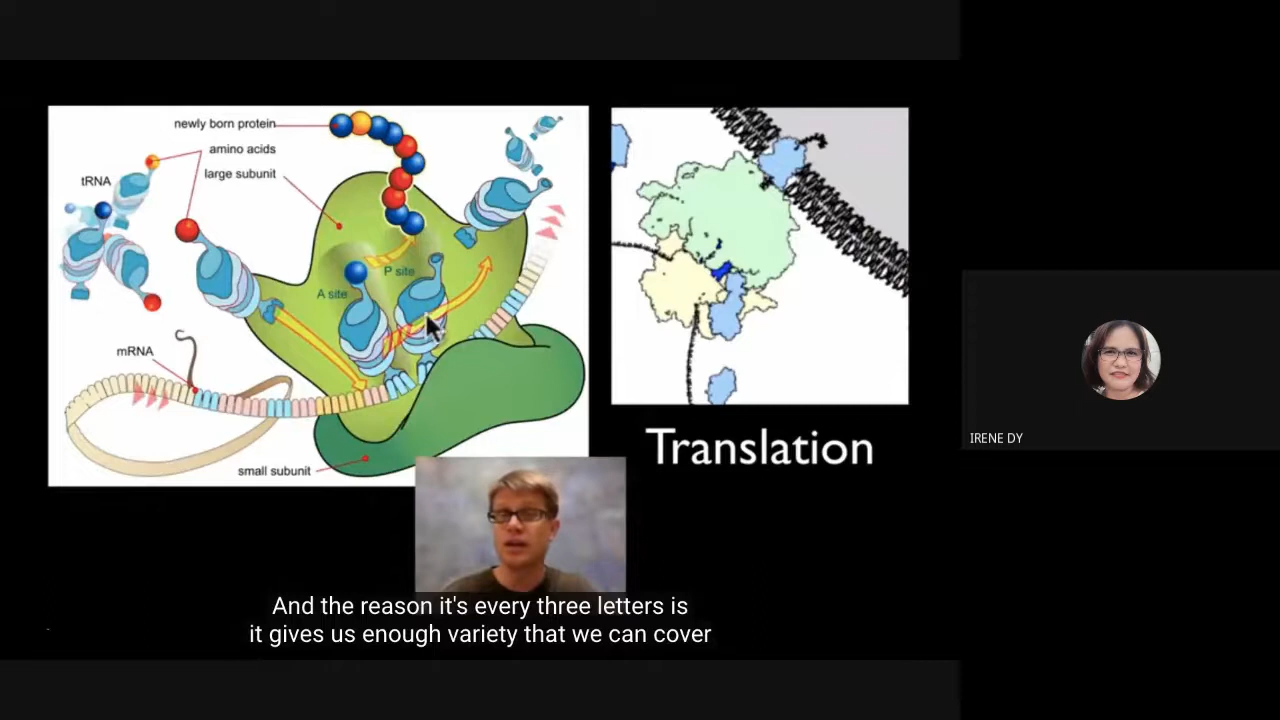 newly born protein
amino acids
large subunit
tRNA
P site
A site
mRNA
small subunit
Translation
IRENE DY
And the reason it's every three letters is
it gives us enough variety that we can cover